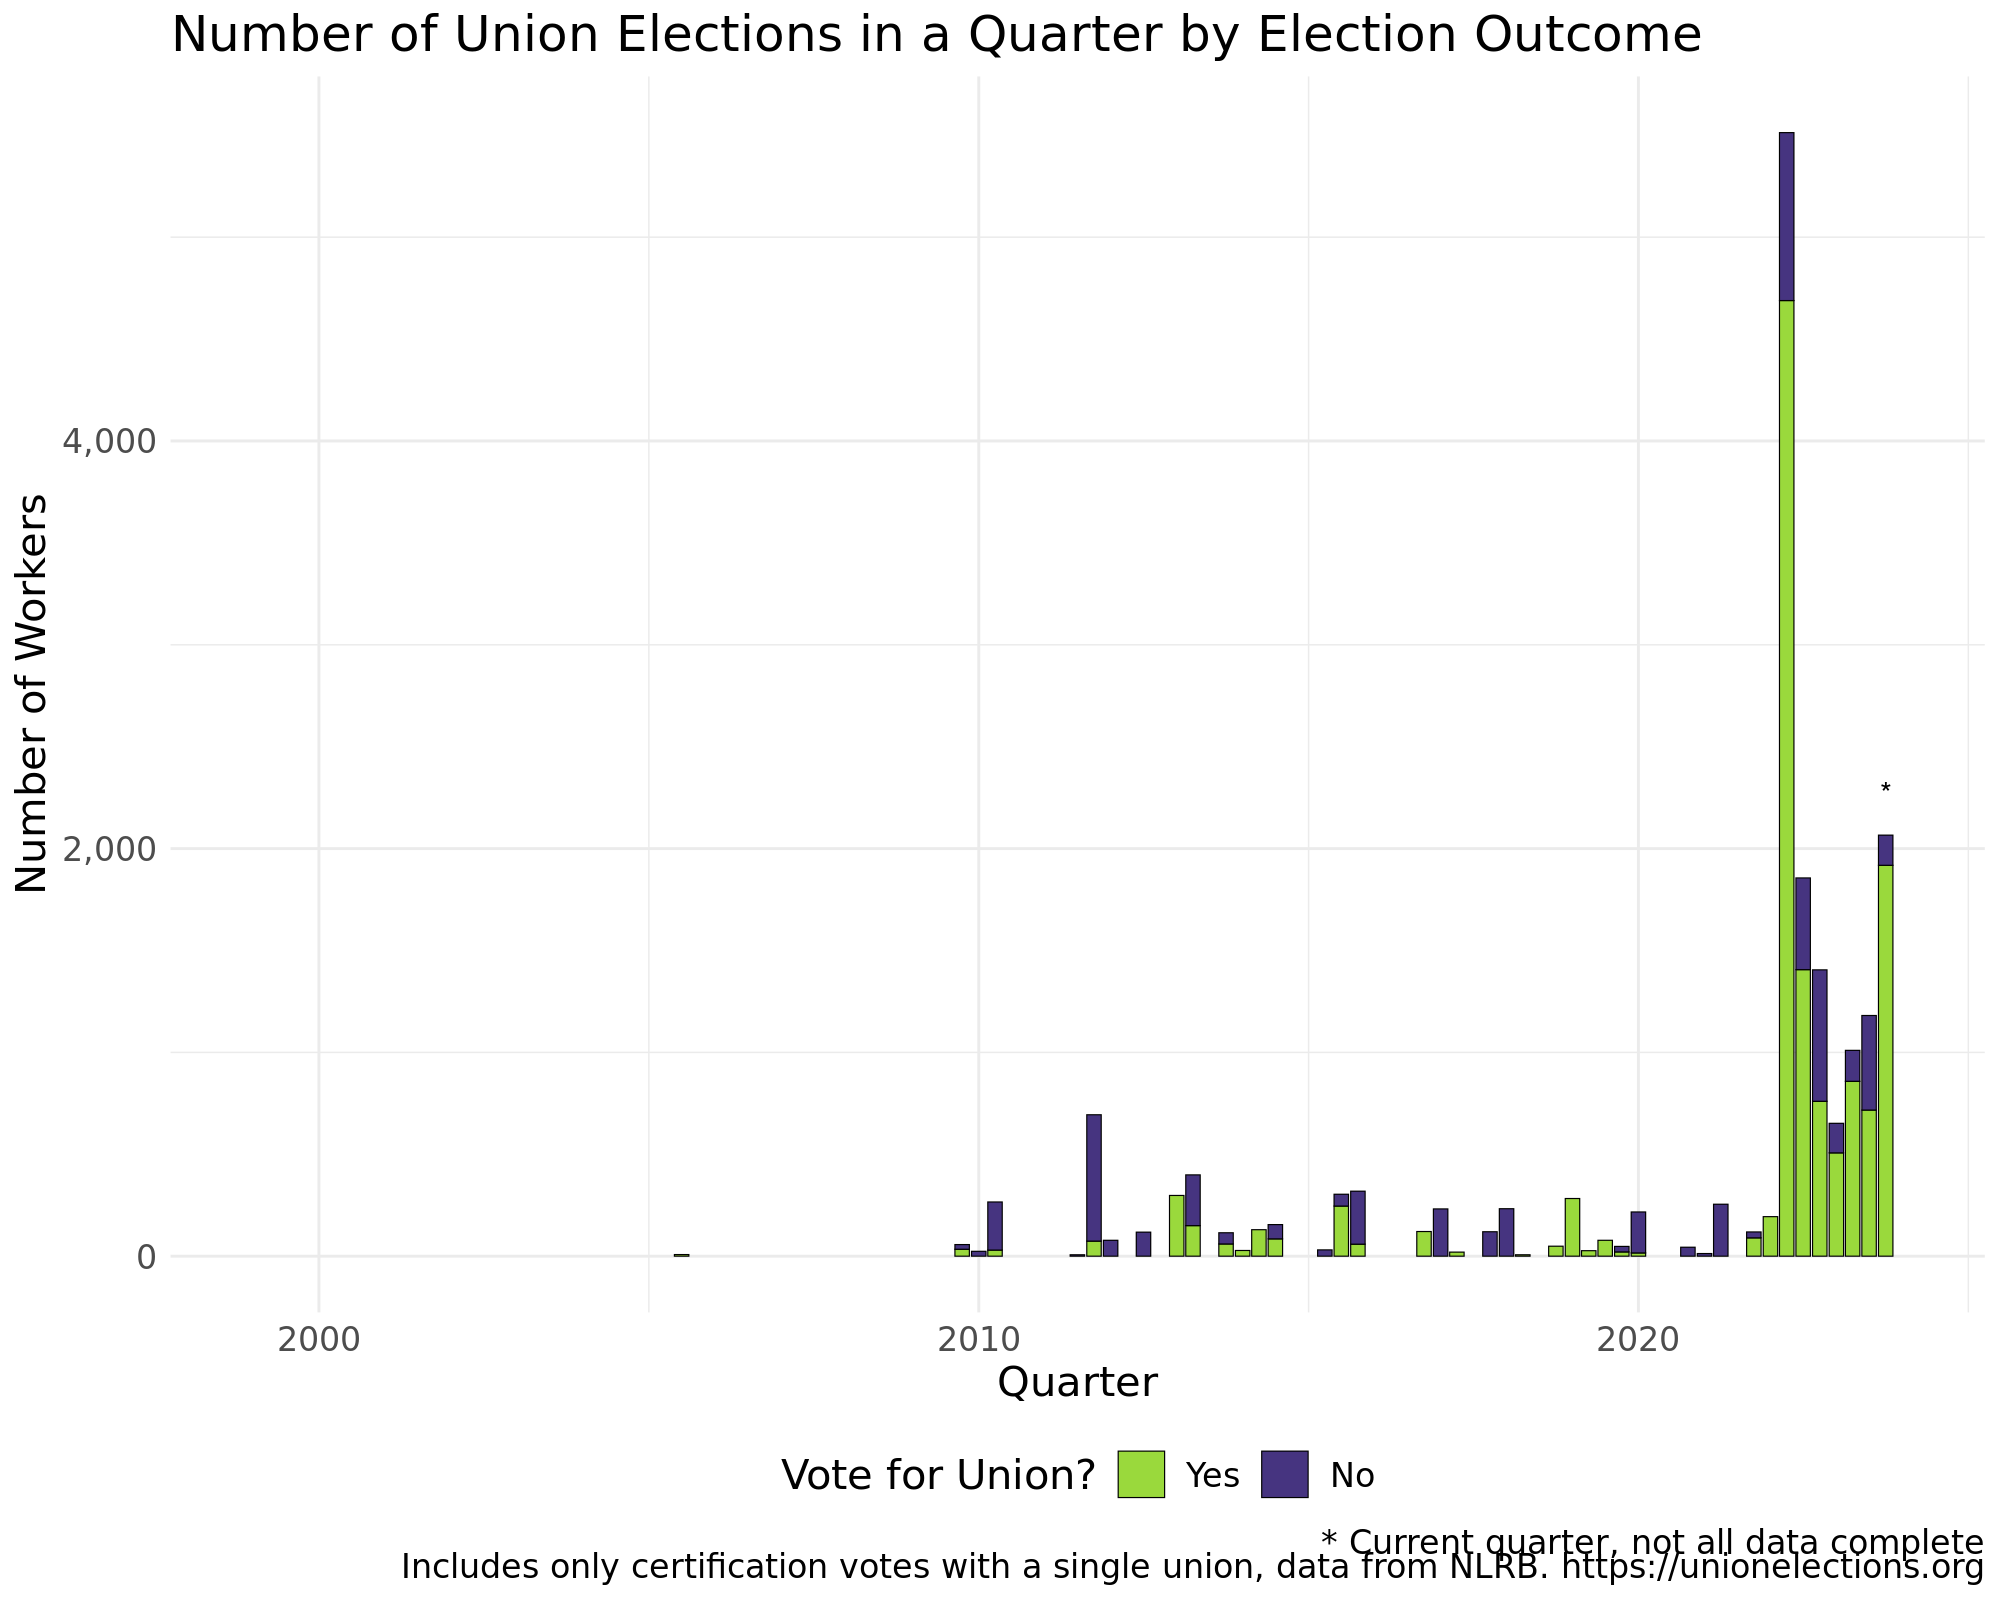 Number of Union Elections in a Quarter by Election Outcome
Number of Workers
4,000
2,000
0
*
2000
2010
2020
Quarter
Vote for Union?
Yes
No
* Current quarter, not all data complete
Includes only certification votes with a single union, data from NLRB. https://unionelections.org